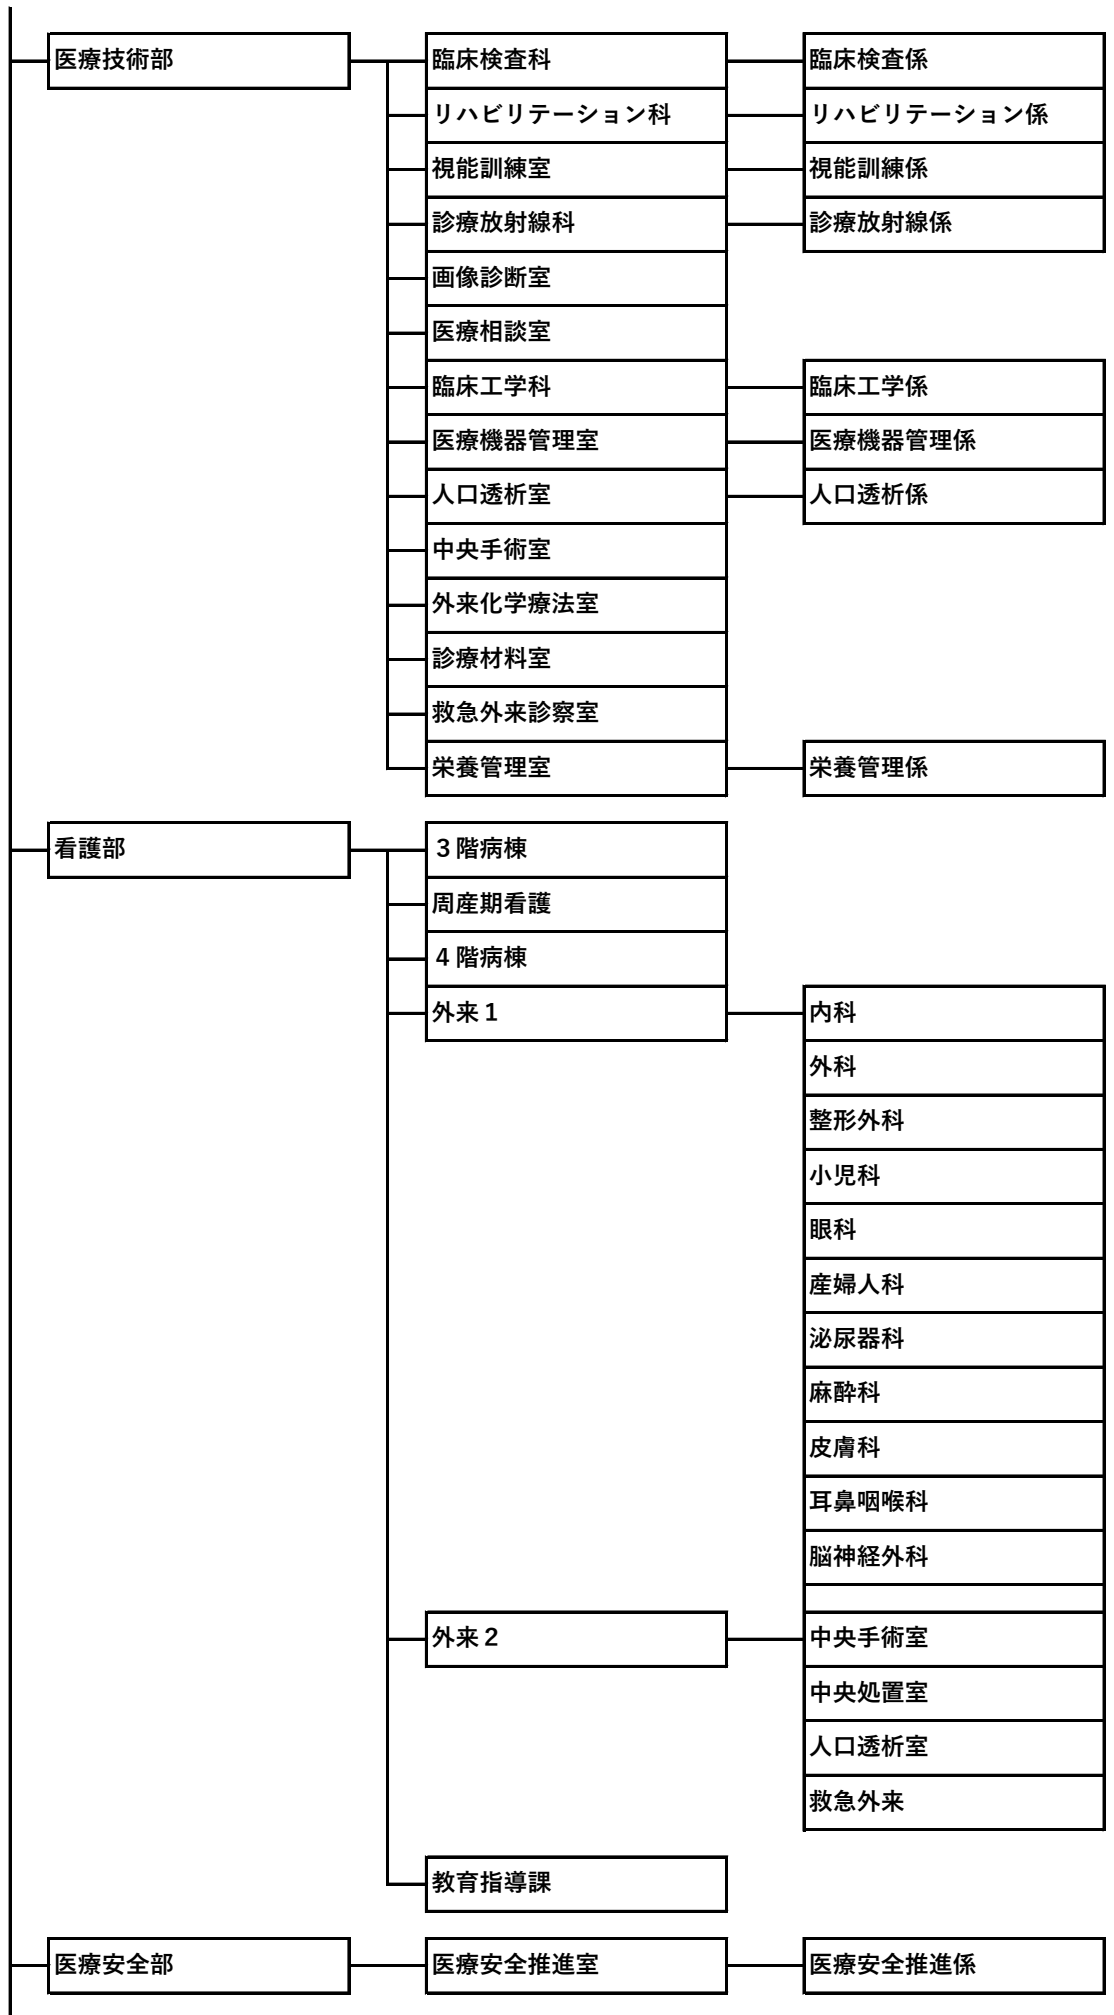 医療技術部 臨床検査科 臨床検査係
リハビリテーション科 リハビリテーション係
視能訓練室 視能訓練係
診療放射線科 診療放射線係
画像診断室
医療相談室
臨床工学科 臨床工学係
医療機器管理室 医療機器管理係
人口透析室 人口透析係
中央手術室
外来化学療法室
診療材料室
救急外来診察室
栄養管理室 栄養管理係
看護部 ３階病棟
周産期看護
４階病棟
外来１ 内科
外科
整形外科
小児科
眼科
産婦人科
泌尿器科
麻酔科
皮膚科
耳鼻咽喉科
脳神経外科
外来２ 中央手術室
中央処置室
人口透析室
救急外来
教育指導課
医療安全部 医療安全推進室 医療安全推進係